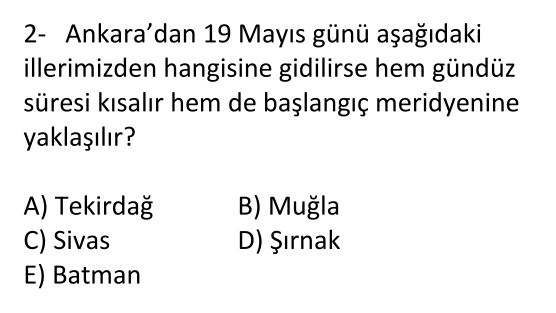 2- Ankara’dan 19 Mayıs günü aşağıdaki
illerimizden hangisine gidilirse hem gündüz
süresi kısalır hem de başlangıç meridyenine
yaklaşılır?
A) Tekirdağ B) Muğla
C) Sivas D) Şırnak
E) Batman